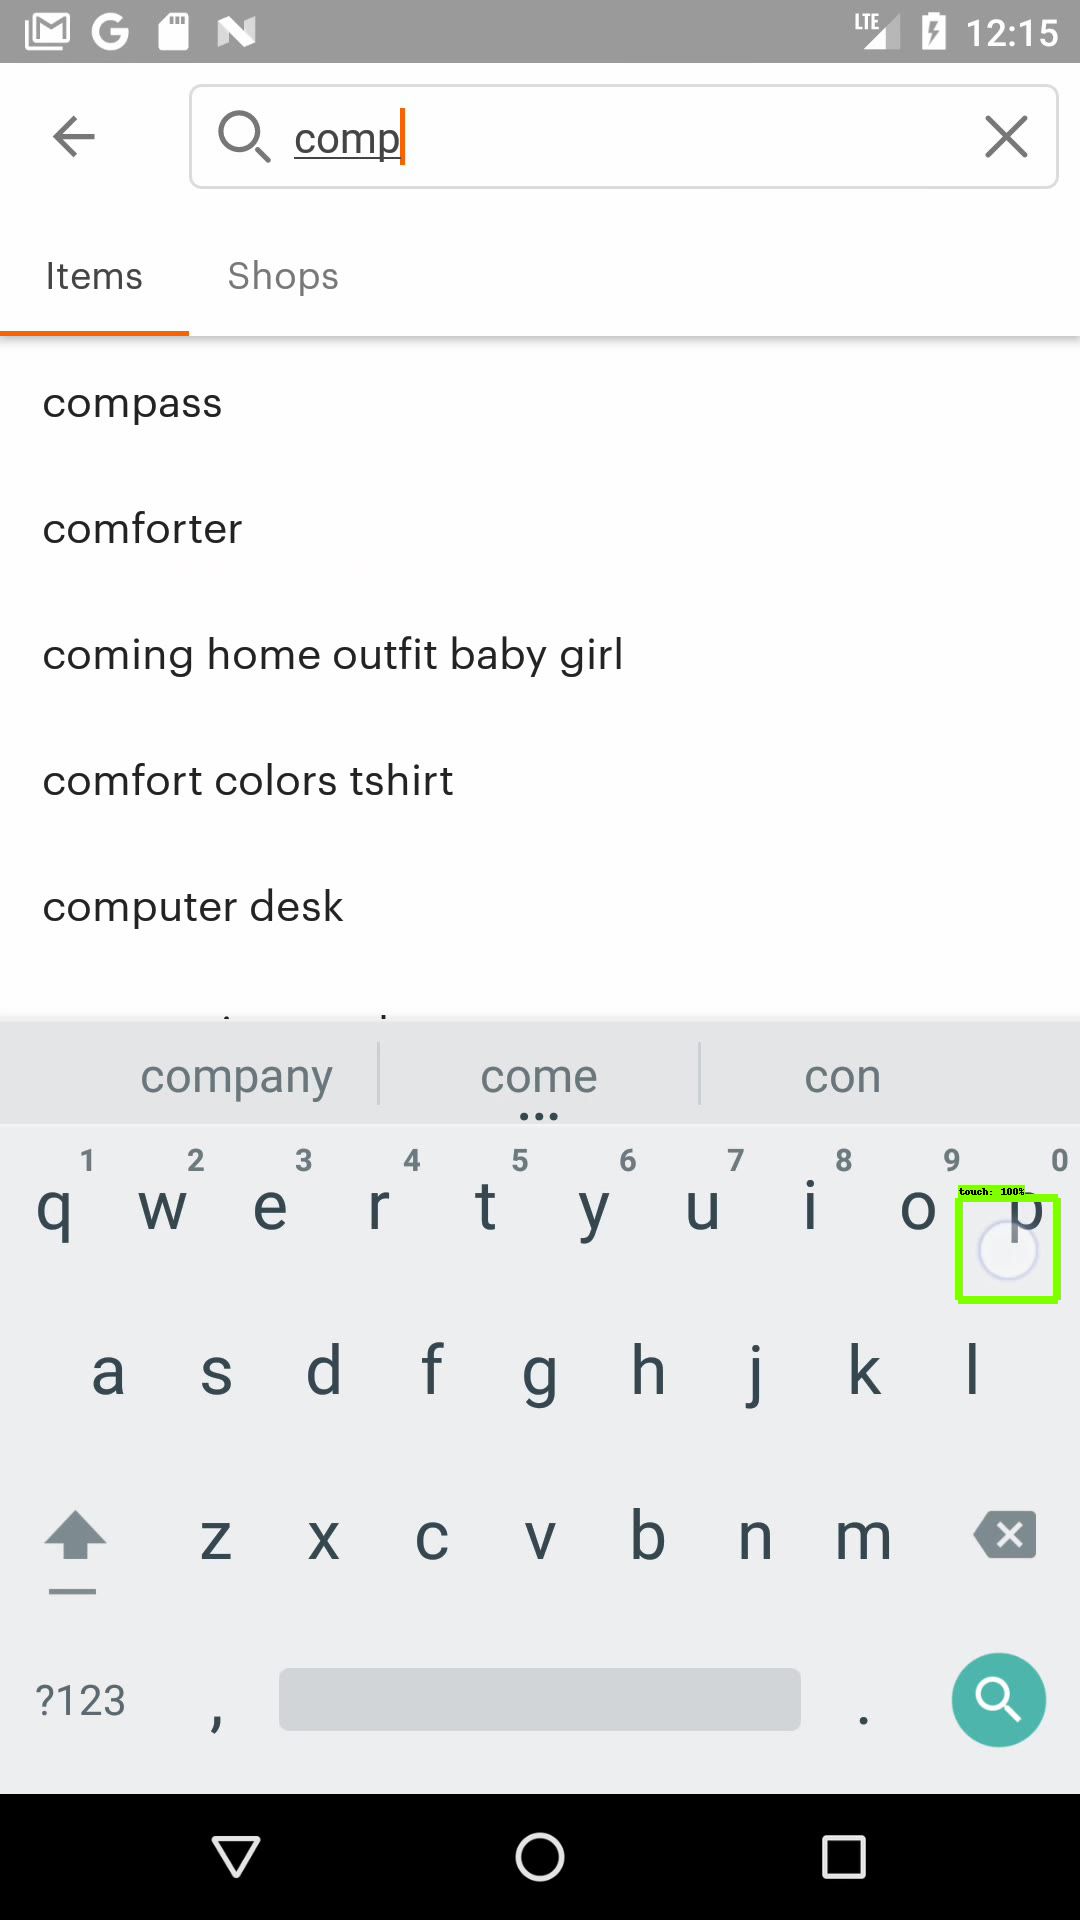 LTE 12:15
comp
Items Shops
compass
comforter
coming home outfit baby girl
comfort colors tshirt
computer desk
company come con
1 2 3 4 5 6 7 8 9 0
q w e r t y u i o p
touch: 100%
a s d f g h j k l
z x c v b n m
?123 , .